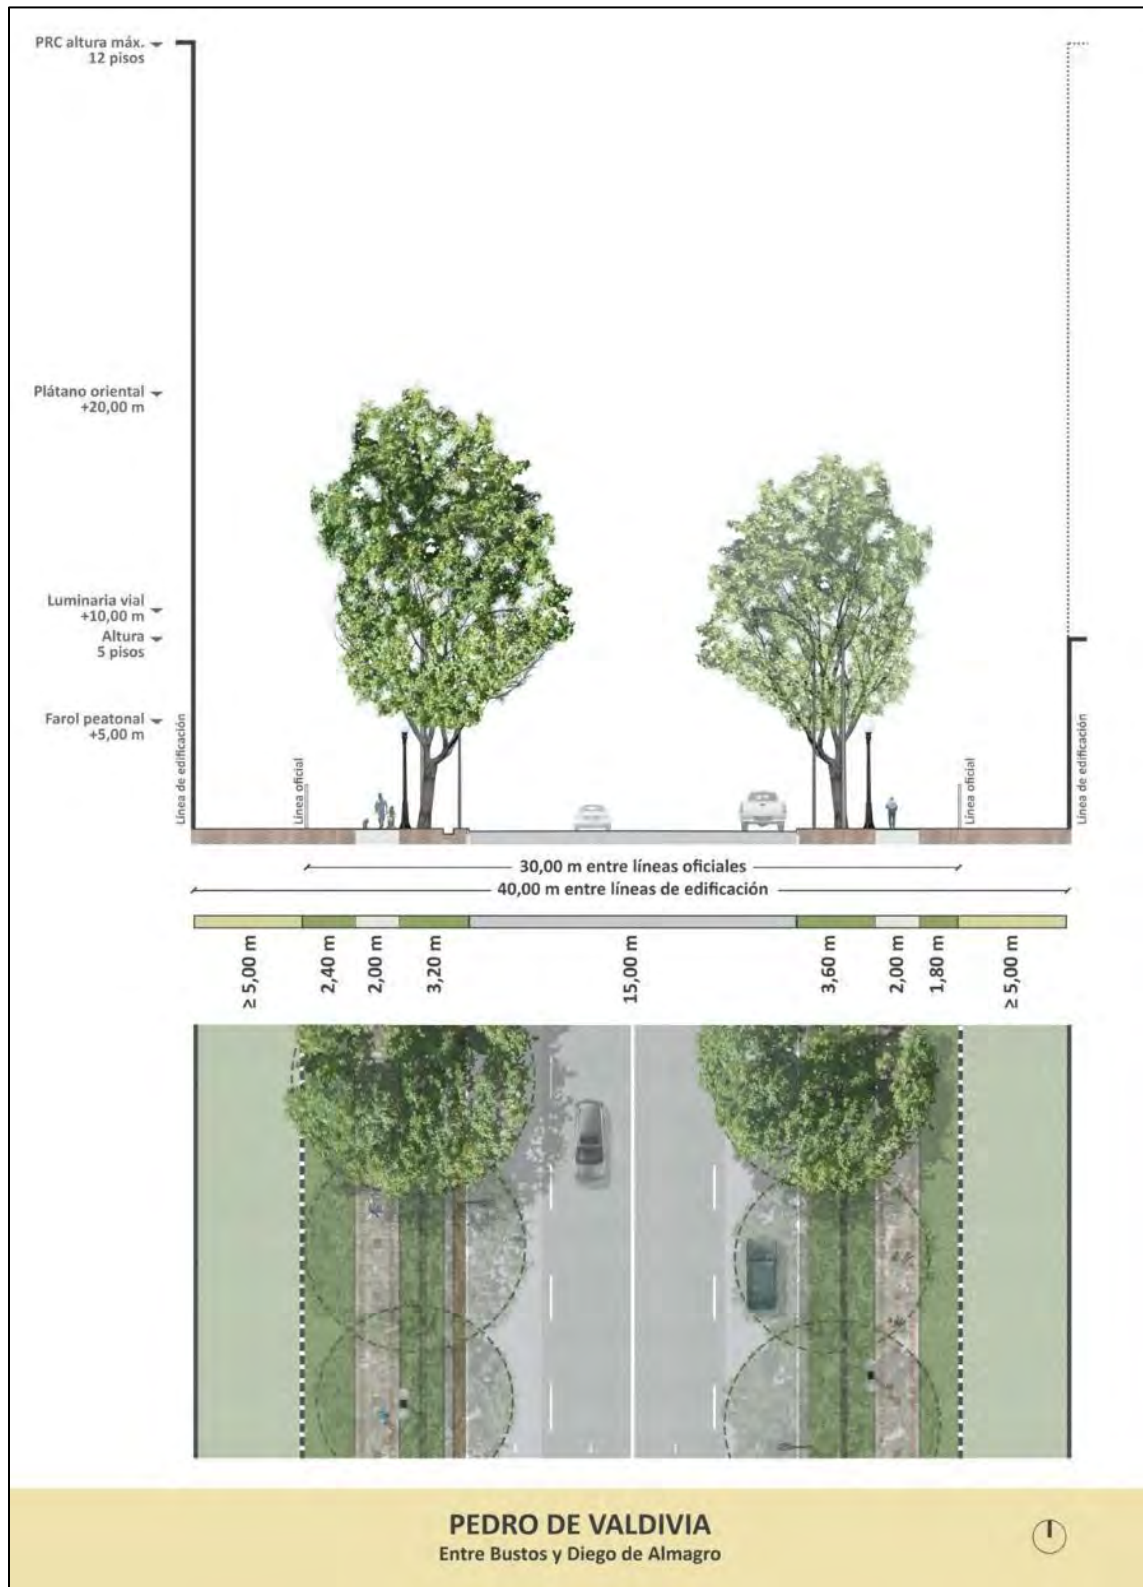 PRC altura máx.
12 pisos
Plátano oriental
+20,00 m
Luminaria vial
+10,00 m
Altura
5 pisos
Farol peatonal
+5,00 m
Línea de edificación
Línea oficial
Línea oficial
Línea de edificación
30,00 m entre líneas oficiales
40,00 m entre líneas de edificación
≥ 5,00 m
2,40 m
2,00 m
3,20 m
15,00 m
3,60 m
2,00 m
1,80 m
≥ 5,00 m
PEDRO DE VALDIVIA
Entre Bustos y Diego de Almagro